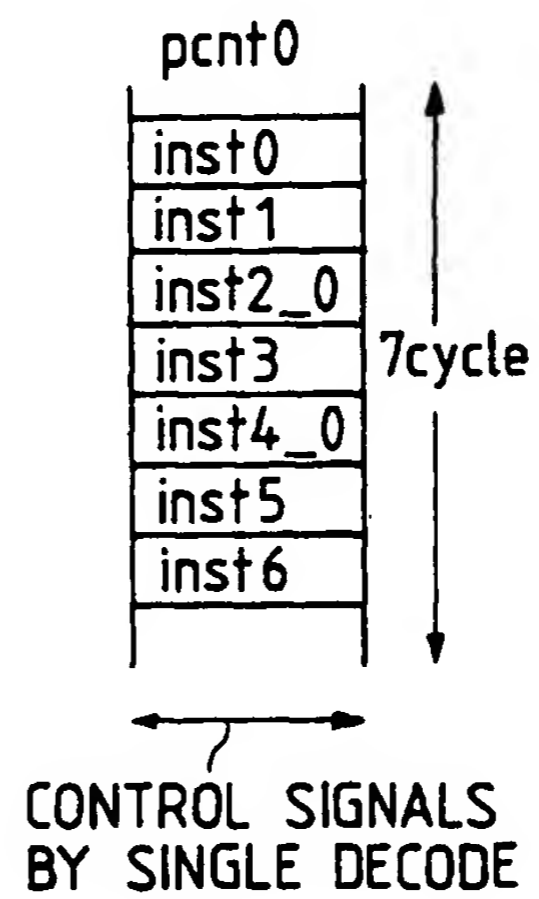 pcnt0
inst0
inst1
inst2_0
inst3
7cycle
inst4_0
inst5
inst6
CONTROL SIGNALS
BY SINGLE DECODE